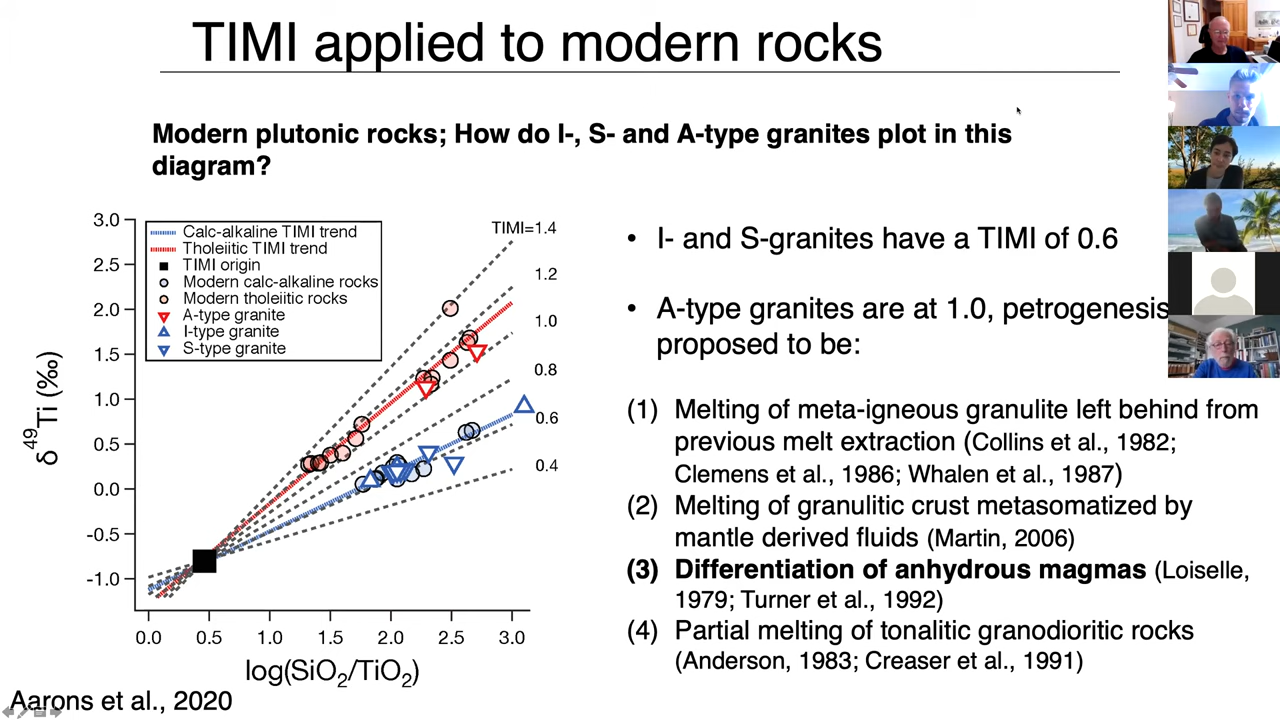 TIMI applied to modern rocks
Modern plutonic rocks; How do I-, S- and A-type granites plot in this
diagram?
3.0
2.5
2.0
1.5
1.0
0.5
0.0
-0.5
-1.0
δ⁴⁹Ti (‰)
Calc-alkaline TIMI trend
Tholeiitic TIMI trend
TIMI origin
Modern calc-alkaline rocks
Modern tholeiitic rocks
A-type granite
I-type granite
S-type granite
TIMI=1.4
1.2
1.0
0.8
0.6
0.4
0.0 0.5 1.0 1.5 2.0 2.5 3.0
log(SiO₂/TiO₂)
Aarons et al., 2020
• I- and S-granites have a TIMI of 0.6
• A-type granites are at 1.0, petrogenesis
proposed to be:
(1) Melting of meta-igneous granulite left behind from
previous melt extraction (Collins et al., 1982;
Clemens et al., 1986; Whalen et al., 1987)
(2) Melting of granulitic crust metasomatized by
mantle derived fluids (Martin, 2006)
(3) Differentiation of anhydrous magmas (Loiselle,
1979; Turner et al., 1992)
(4) Partial melting of tonalitic granodioritic rocks
(Anderson, 1983; Creaser et al., 1991)